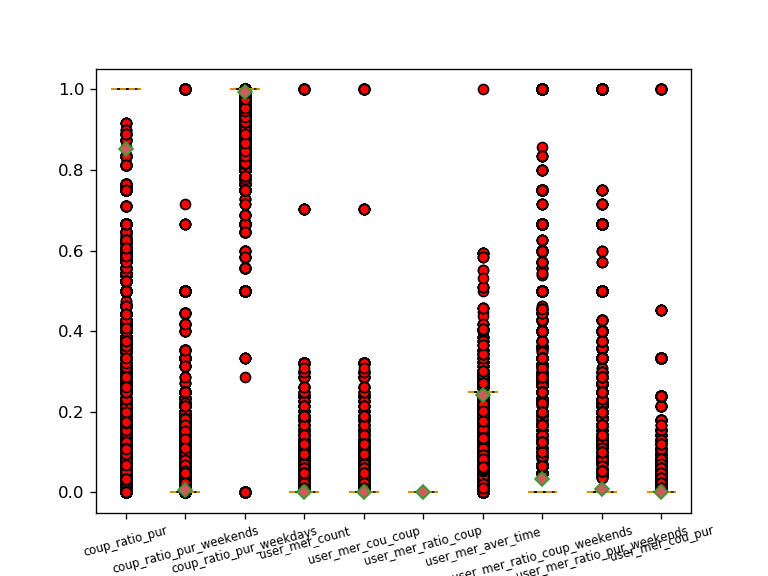 1.0
0.8
0.6
0.4
0.2
0.0
coup_ratio_pur
coup_ratio_pur_weekends
coup_ratio_pur_weekdays
user_mer_count
user_mer_cou_coup
user_mer_ratio_coup
user_mer_aver_time
user_mer_ratio_coup_weekends
user_mer_ratio_pur_weekends
user_mer_cou_pur